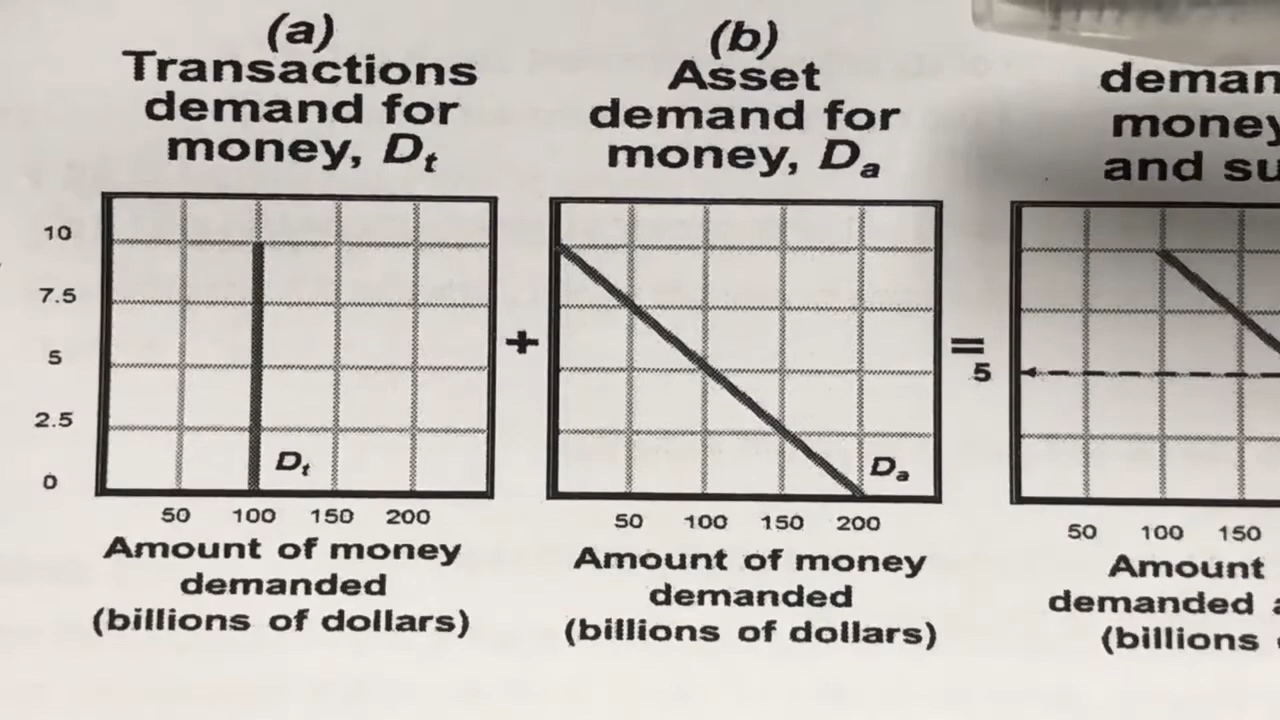 (a)
Transactions
demand for
money, Dt
10
7.5
5
2.5
0
Dt
50 100 150 200
Amount of money
demanded
(billions of dollars)
+
(b)
Asset
demand for
money, Da
Da
50 100 150 200
Amount of money
demanded
(billions of dollars)
=
5
money
and
50 100 150
Amount
demanded
(billions